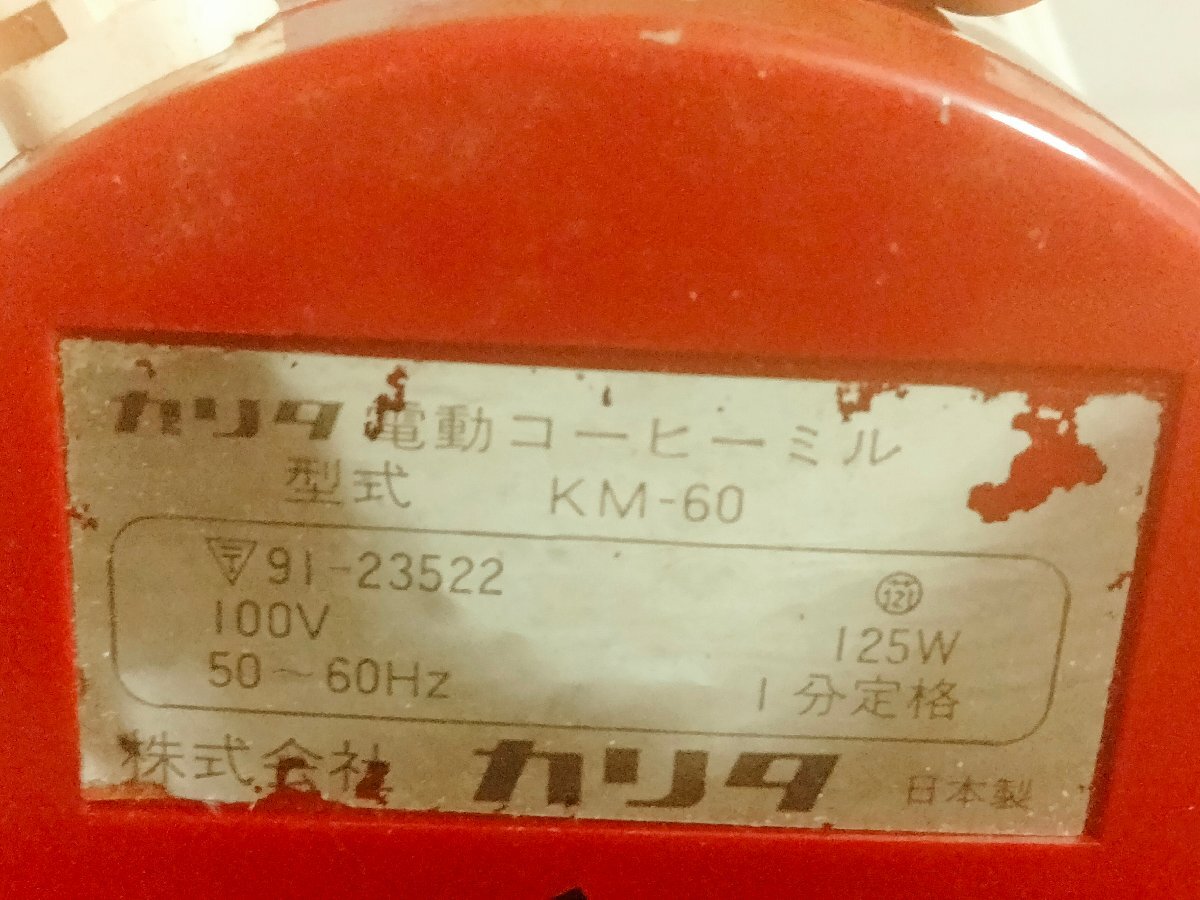 カリタ 電動コーヒーミル
型式 KM-60
〒 91-23522
121
100V
125W
50～60Hz
1分定格
株式会社 カリタ 日本製